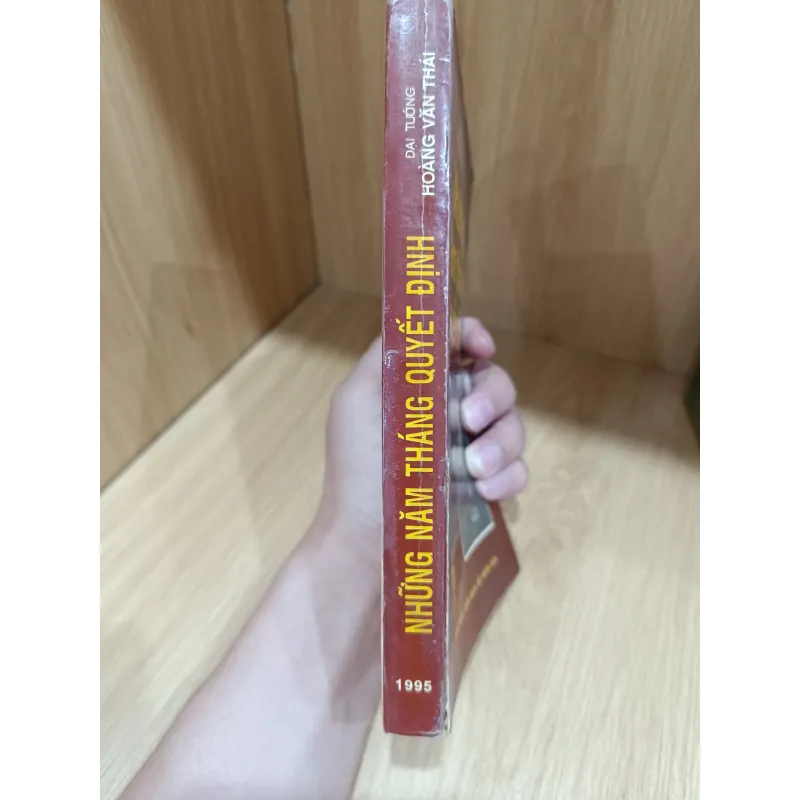 ĐẠI TƯỚNG
HOÀNG VĂN THÁI
NHỮNG NĂM THÁNG QUYẾT ĐỊNH
1995